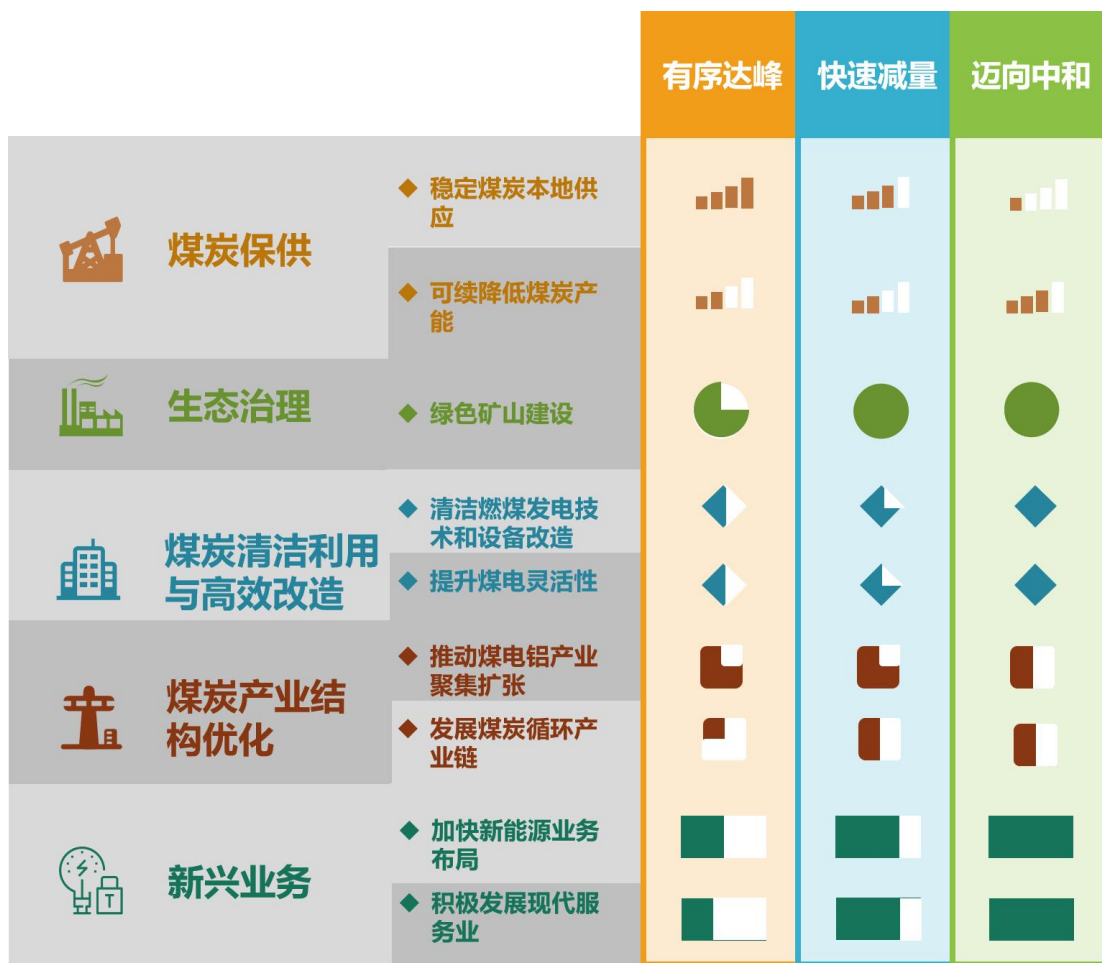 有序达峰
快速减量
迈向中和
煤炭保供
稳定煤炭本地供
应
可续降低煤炭产
能
生态治理
绿色矿山建设
煤炭清洁利用
与高效改造
清洁燃煤发电技
术和设备改造
提升煤电灵活性
煤炭产业结
构优化
推动煤电铝产业
聚集扩张
发展煤炭循环产
业链
T
新兴业务
加快新能源业务
布局
积极发展现代服
务业